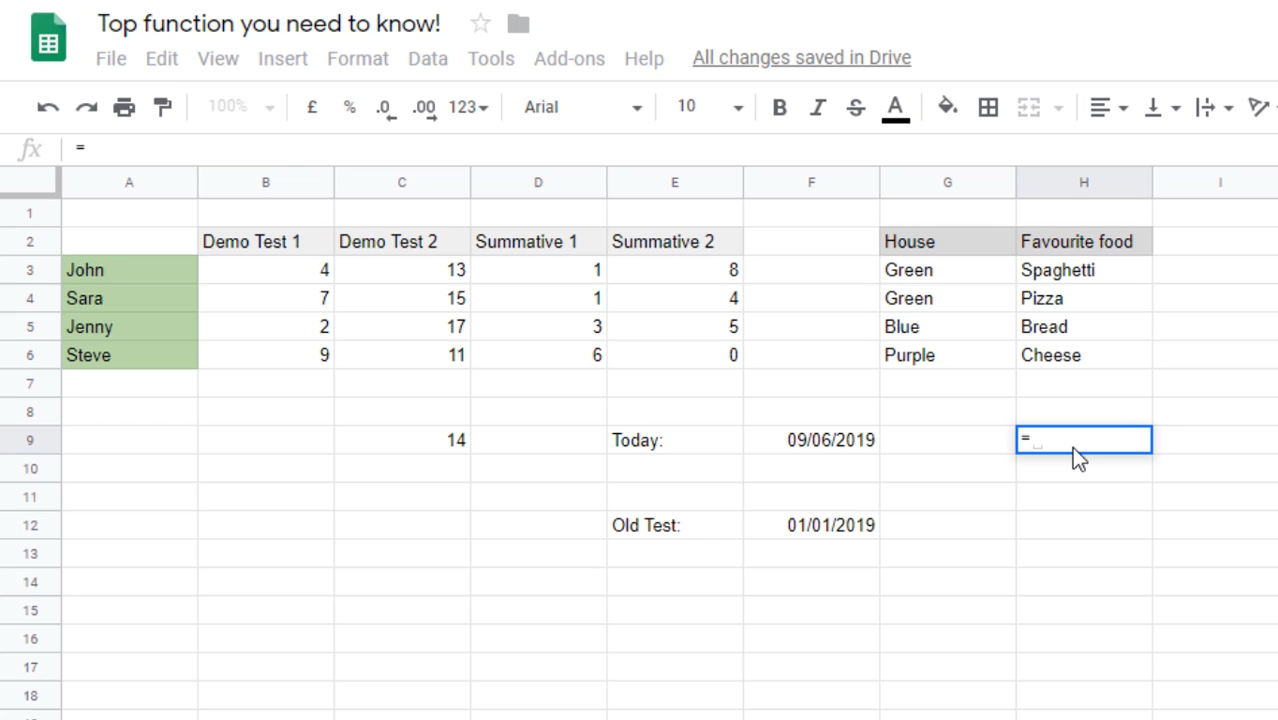 Top function you need to know!
File Edit View Insert Format Data Tools Add-ons Help All changes saved in Drive
100% £ % .0 .00 123 Arial 10 B I S A
fx =
A B C D E F G H I
1
2 Demo Test 1 Demo Test 2 Summative 1 Summative 2 House Favourite food
3 John 4 13 1 8 Green Spaghetti
4 Sara 7 15 1 4 Green Pizza
5 Jenny 2 17 3 5 Blue Bread
6 Steve 9 11 6 0 Purple Cheese
7
8
9 14 Today: 09/06/2019 =
10
11
12 Old Test: 01/01/2019
13
14
15
16
17
18